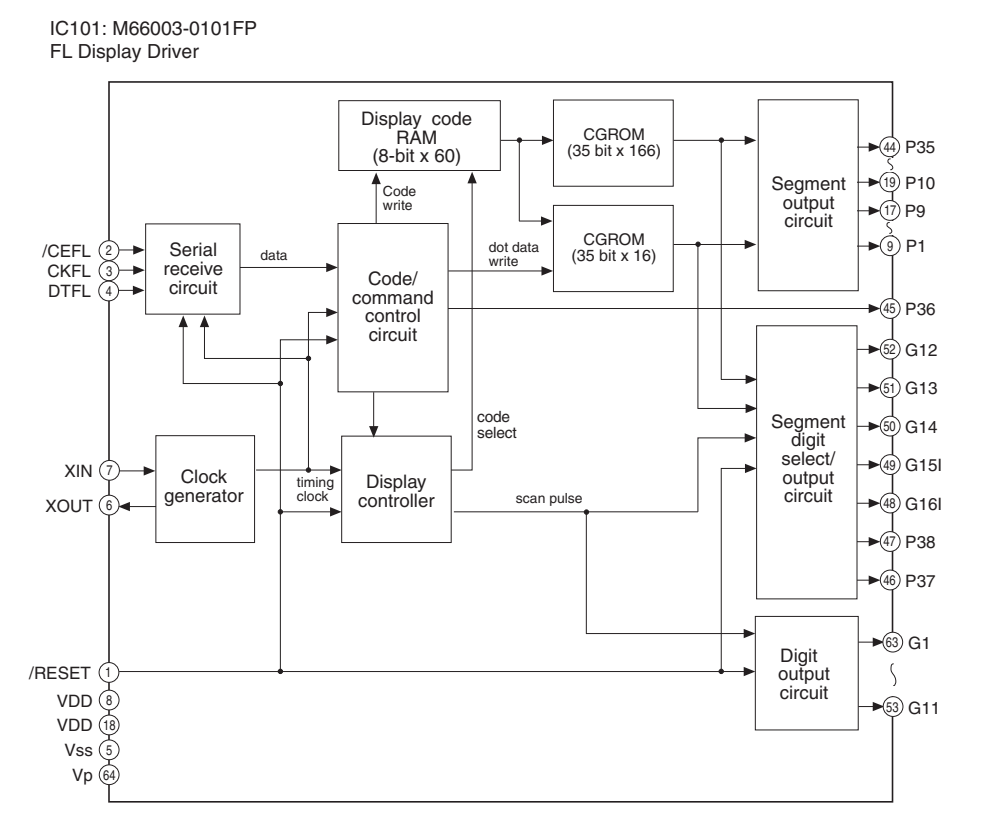 IC101: M66003-0101FP
FL Display Driver
Display code
RAM
(8-bit x 60)
CGROM
(35 bit x 166)
Segment
output
circuit
44 P35
19 P10
17 P9
9 P1
Code
write
/CEFL 2
CKFL 3
DTFL 4
Serial
receive
circuit
data
Code/
command
control
circuit
dot data
write
CGROM
(35 bit x 16)
45 P36
52 G12
51 G13
50 G14
49 G15I
48 G16I
47 P38
46 P37
Segment
digit
select/
output
circuit
code
select
XIN 7
XOUT 6
Clock
generator
timing
clock
Display
controller
scan pulse
Digit
output
circuit
63 G1
53 G11
/RESET 1
VDD 8
VDD 18
Vss 5
Vp 64